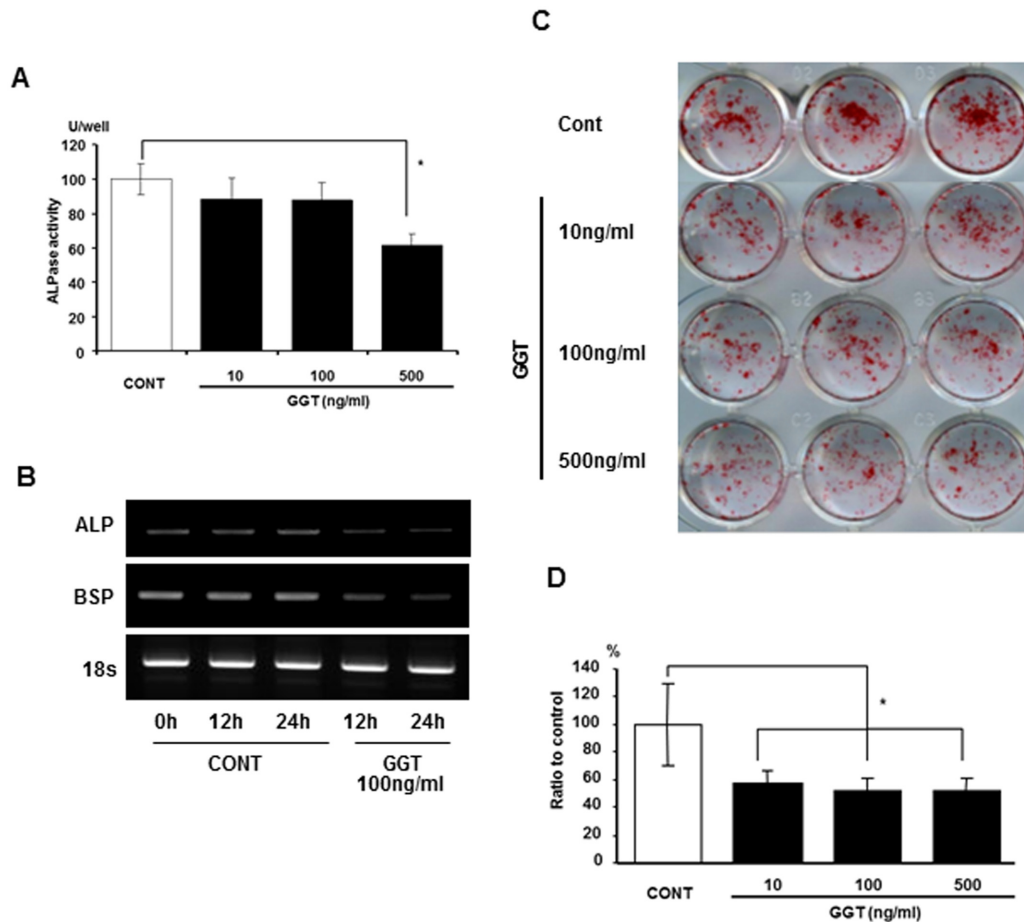 A
U/well
120
100
80
60
40
20
0
ALPase activity
*
CONT
10 100 500
GGT (ng/ml)
B
ALP
BSP
18s
0h 12h 24h 12h 24h
CONT GGT
100ng/ml
C
Cont
10ng/ml
100ng/ml
500ng/ml
GGT
D
%
140
120
100
80
60
40
20
0
Ratio to control
*
CONT
10 100 500
GGT (ng/ml)